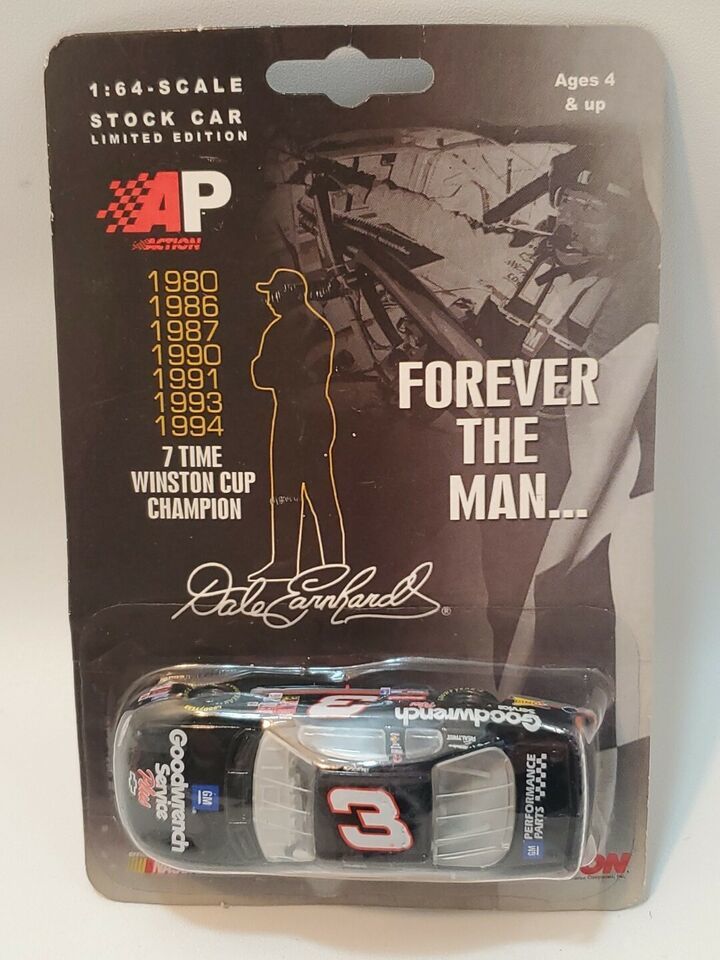 1:64-SCALE
STOCK CAR
LIMITED EDITION
Ages 4
& up
AP
ACTION
1980
1986
1987
1990
1991
1993
1994
7 TIME
WINSTON CUP
CHAMPION
FOREVER
THE
MAN...
Dale Earnhardt®
3
Goodwrench
Service
Goodwrench
Service
Plus
GM
3
PERFORMANCE
PARTS
GM